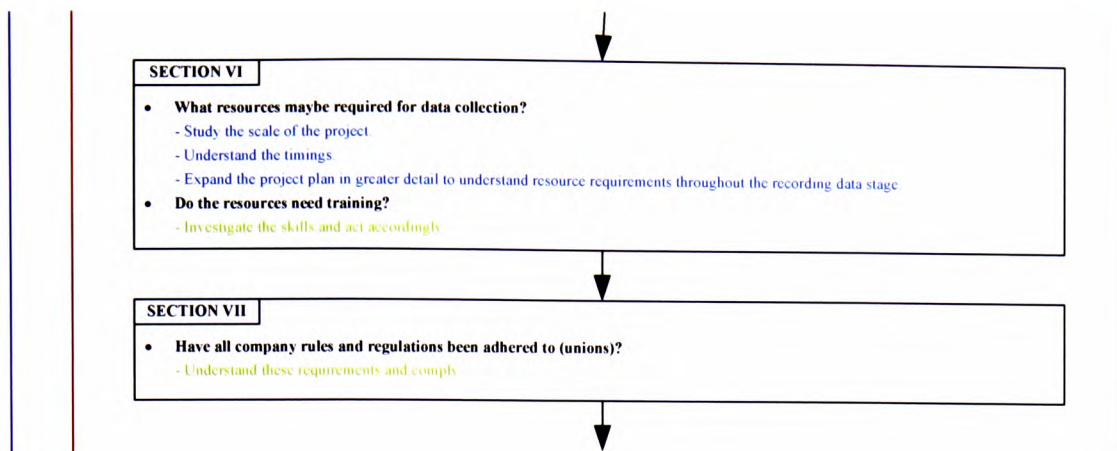 SECTION VI
• What resources maybe required for data collection?
- Study the scale of the project.
- Understand the timings.
- Expand the project plan in greater detail to understand resource requirements throughout the recording data stage.
• Do the resources need training?
- Investigate the skills and act accordingly
SECTION VII
• Have all company rules and regulations been adhered to (unions)?
- Understand these requirements and comply